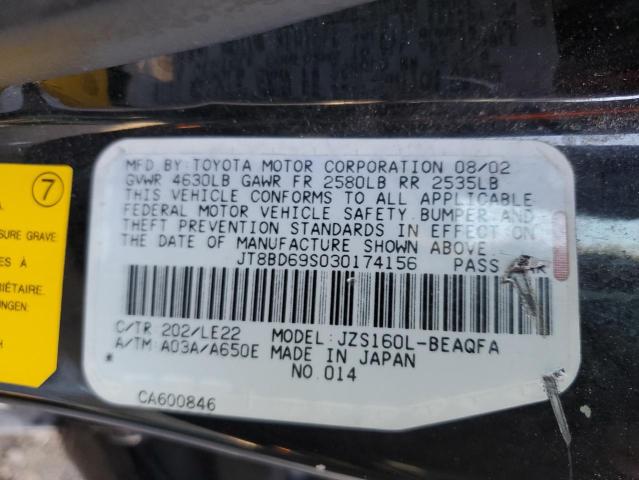 MFD BY: TOYOTA MOTOR CORPORATION 08/02
GVWR 4630LB GAWR FR 2580LB RR 2535LB
THIS VEHICLE CONFORMS TO ALL APPLICABLE
FEDERAL MOTOR VEHICLE SAFETY, BUMPER, AND
THEFT PREVENTION STANDARDS IN EFFECT ON
THE DATE OF MANUFACTURE SHOWN ABOVE.
JT8BD69S030174156 PASS
C/TR 202/LE22 MODEL: JZS160L-BEAQFA
A/TM: A03A/A650E MADE IN JAPAN
NO. 014
CA600846
7
SURE GRAVE